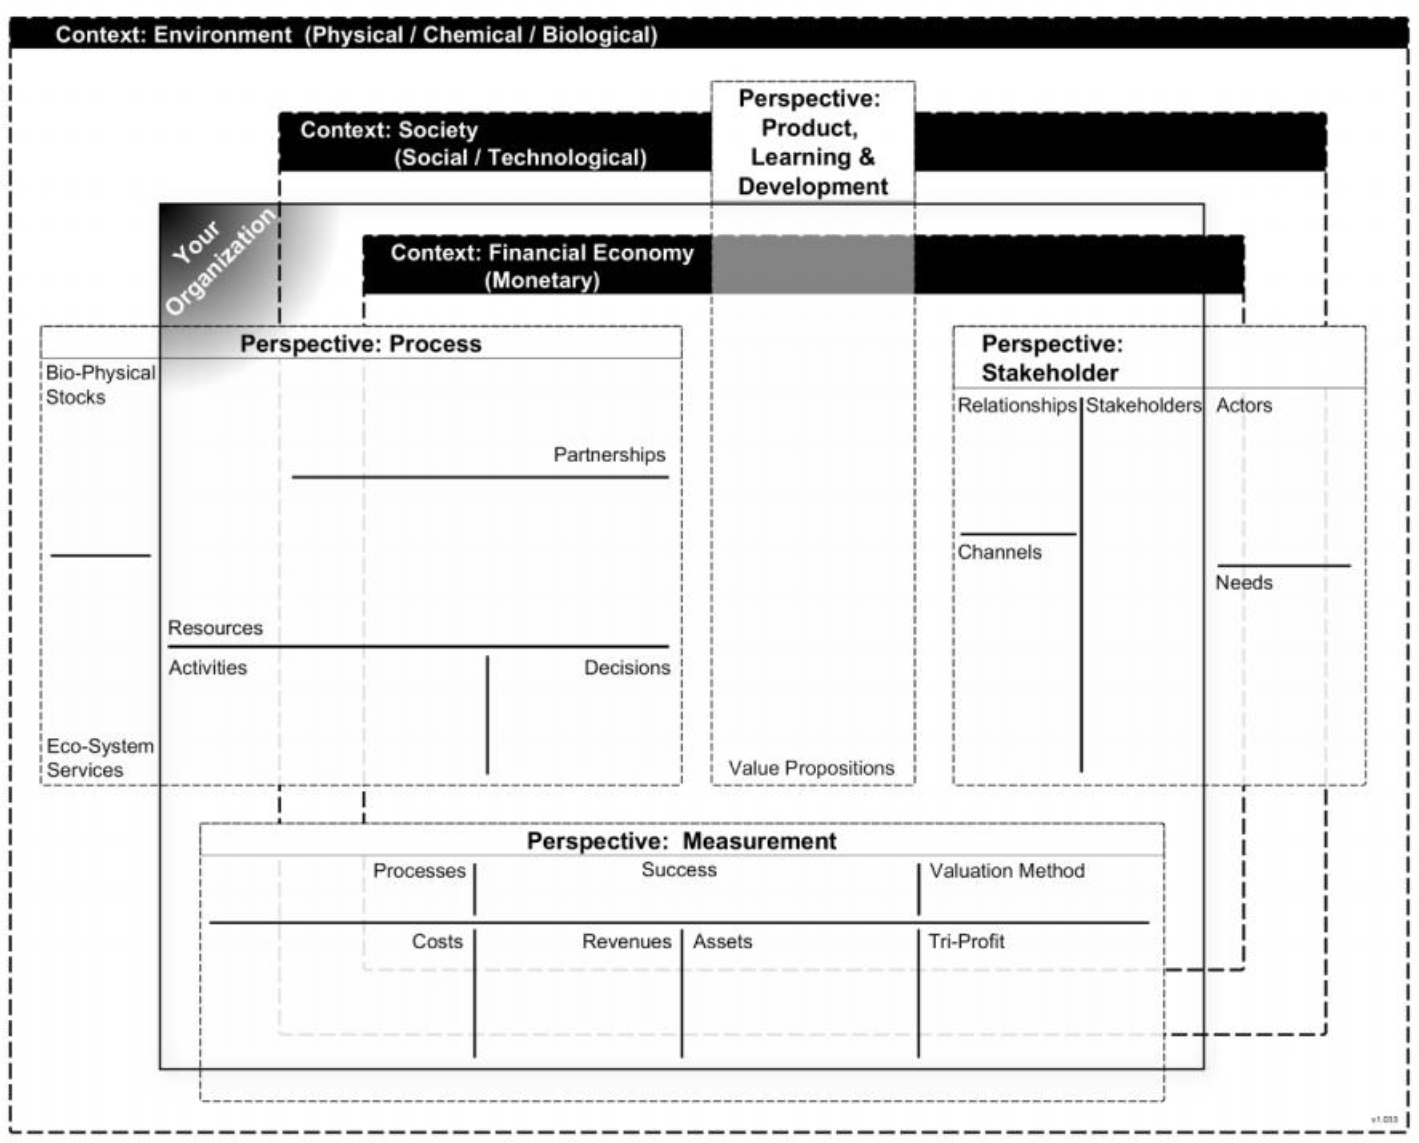 Context: Environment (Physical / Chemical / Biological)
Perspective:
Product,
Learning &
Development
Context: Society
(Social / Technological)
Your
Organization
Context: Financial Economy
(Monetary)
Perspective: Process
Bio-Physical
Stocks
Partnerships
Resources
Activities
Decisions
Eco-System
Services
Value Propositions
Perspective:
Stakeholder
Relationships
Stakeholders
Actors
Channels
Needs
Perspective: Measurement
Processes
Success
Valuation Method
Costs
Revenues
Assets
Tri-Profit
v1.033